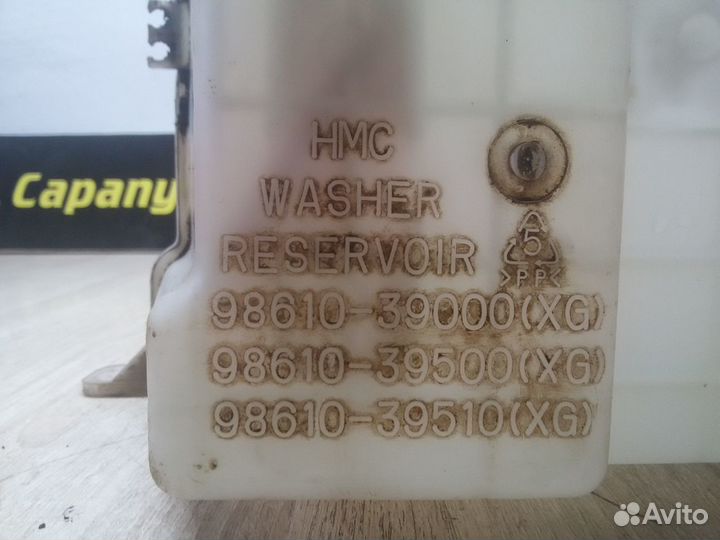 HMC
WASHER
RESERVOIR
5
>PP<
98610-39000(XG)
98610-39500(XG)
98610-39510(XG)
Capany
Avito